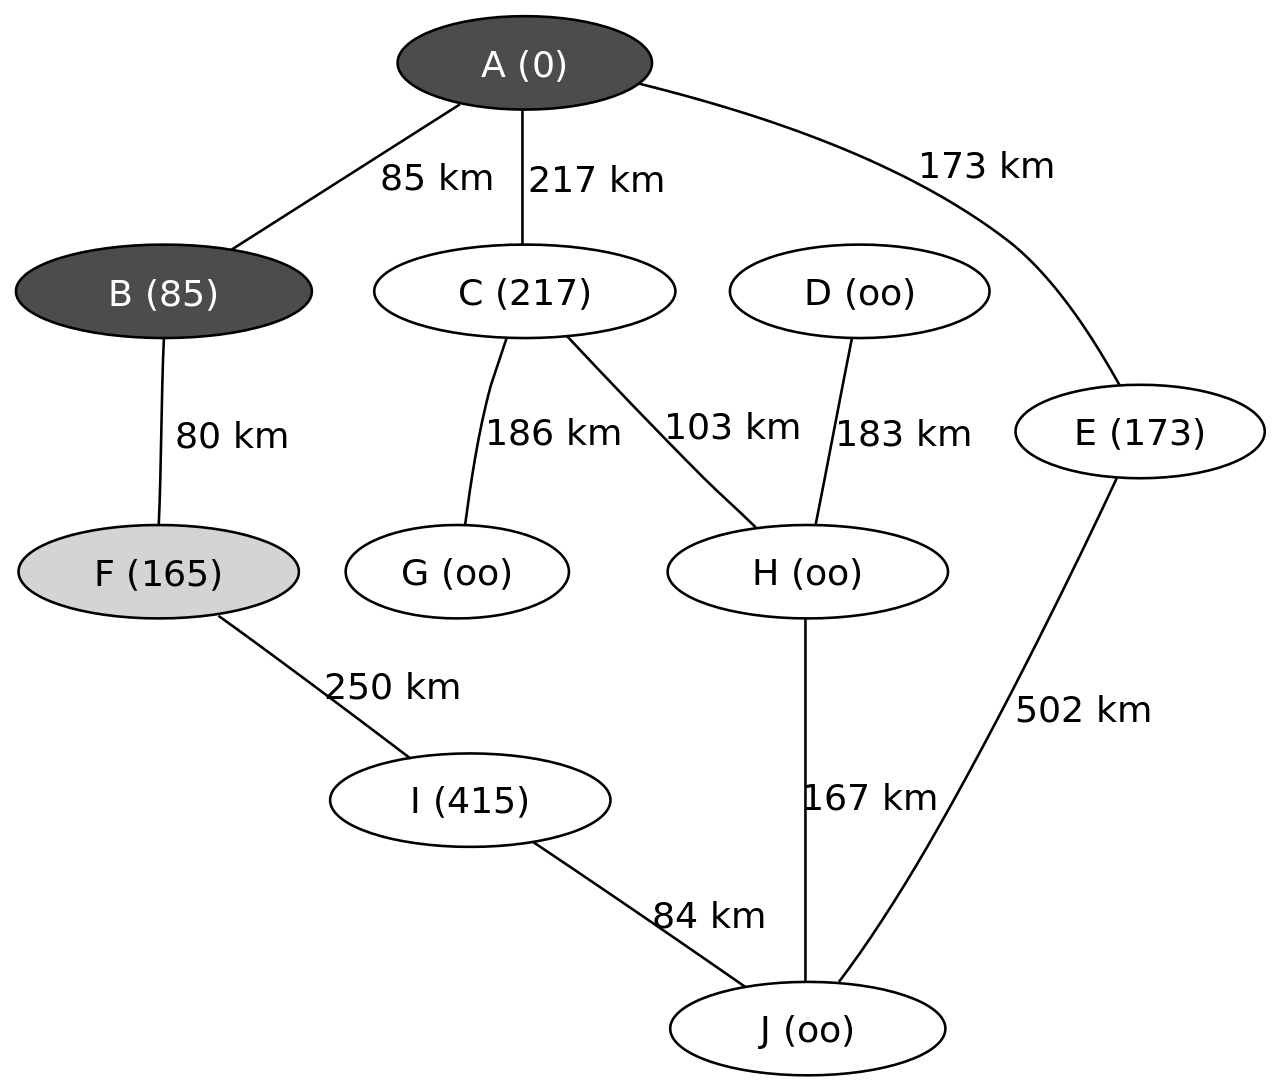 A (0)
85 km
217 km
173 km
B (85)
C (217)
D (oo)
80 km
186 km
103 km
183 km
E (173)
F (165)
G (oo)
H (oo)
250 km
502 km
I (415)
167 km
84 km
J (oo)